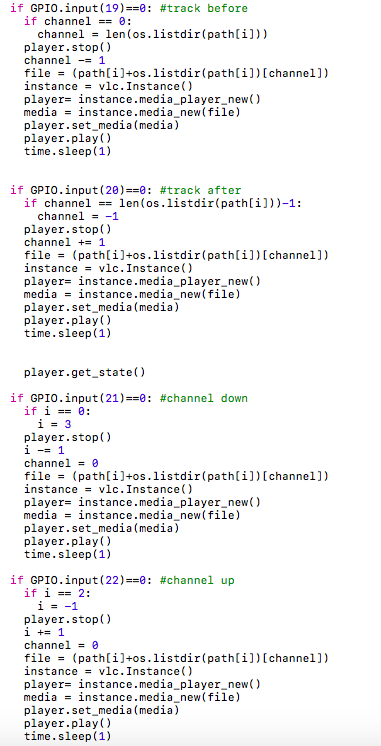 if GPIO.input(19)==0: #track before
  if channel == 0:
    channel = len(os.listdir(path[i]))
  player.stop()
  channel -= 1
  file = (path[i]+os.listdir(path[i])[channel])
  instance = vlc.Instance()
  player= instance.media_player_new()
  media = instance.media_new(file)
  player.set_media(media)
  player.play()
  time.sleep(1)
if GPIO.input(20)==0: #track after
  if channel == len(os.listdir(path[i]))-1:
    channel = -1
  player.stop()
  channel += 1
  file = (path[i]+os.listdir(path[i])[channel])
  instance = vlc.Instance()
  player= instance.media_player_new()
  media = instance.media_new(file)
  player.set_media(media)
  player.play()
  time.sleep(1)
  player.get_state()
if GPIO.input(21)==0: #channel down
  if i == 0:
    i = 3
  player.stop()
  i -= 1
  channel = 0
  file = (path[i]+os.listdir(path[i])[channel])
  instance = vlc.Instance()
  player= instance.media_player_new()
  media = instance.media_new(file)
  player.set_media(media)
  player.play()
  time.sleep(1)
if GPIO.input(22)==0: #channel up
  if i == 2:
    i = -1
  player.stop()
  i += 1
  channel = 0
  file = (path[i]+os.listdir(path[i])[channel])
  instance = vlc.Instance()
  player= instance.media_player_new()
  media = instance.media_new(file)
  player.set_media(media)
  player.play()
  time.sleep(1)